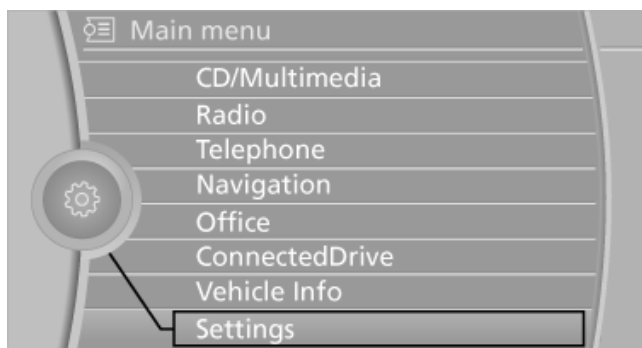 Main menu
CD/Multimedia
Radio
Telephone
Navigation
Office
ConnectedDrive
Vehicle Info
Settings